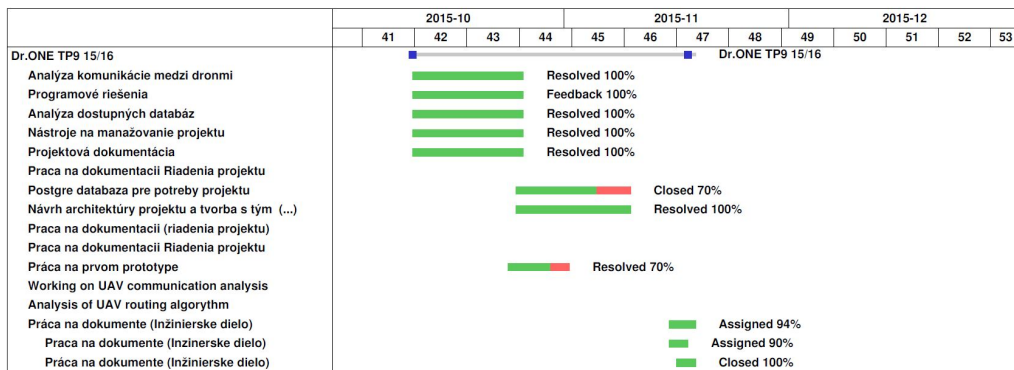 2015-10 2015-11 2015-12
41 42 43 44 45 46 47 48 49 50 51 52 53
Dr.ONE TP9 15/16 Dr.ONE TP9 15/16
Analýza komunikácie medzi dronmi Resolved 100%
Programové riešenia Feedback 100%
Analýza dostupných databáz Resolved 100%
Nástroje na manažovanie projektu Resolved 100%
Projektová dokumentácia Resolved 100%
Praca na dokumentacii Riadenia projektu
Postgre databaza pre potreby projektu Closed 70%
Návrh architektúry projektu a tvorba s tým (...) Resolved 100%
Praca na dokumentacii (riadenia projektu)
Praca na dokumentacii Riadenia projektu
Práca na prvom prototype Resolved 70%
Working on UAV communication analysis
Analysis of UAV routing algorythm
Práca na dokumente (Inžinierske dielo) Assigned 94%
Praca na dokumente (Inzinerske dielo) Assigned 90%
Práca na dokumente (Inžinierske dielo) Closed 100%